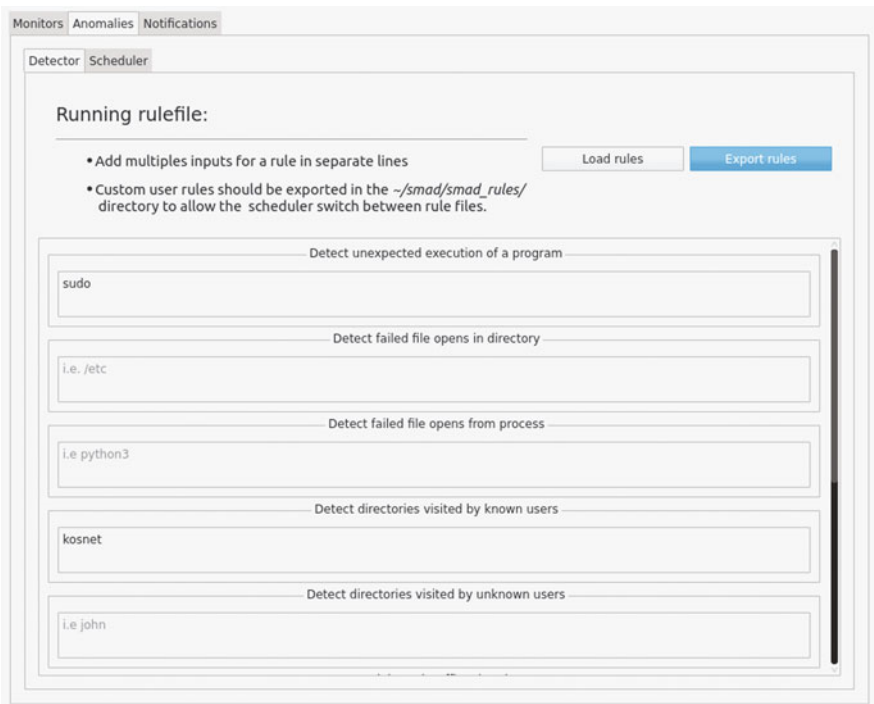 Monitors Anomalies Notifications
Detector Scheduler
Running rulefile:
•Add multiples inputs for a rule in separate lines
•Custom user rules should be exported in the ~/smad/smad_rules/
directory to allow the scheduler switch between rule files.
Load rules
Export rules
Detect unexpected execution of a program
sudo
Detect failed file opens in directory
i.e. /etc
Detect failed file opens from process
i.e python3
Detect directories visited by known users
kosnet
Detect directories visited by unknown users
i.e john